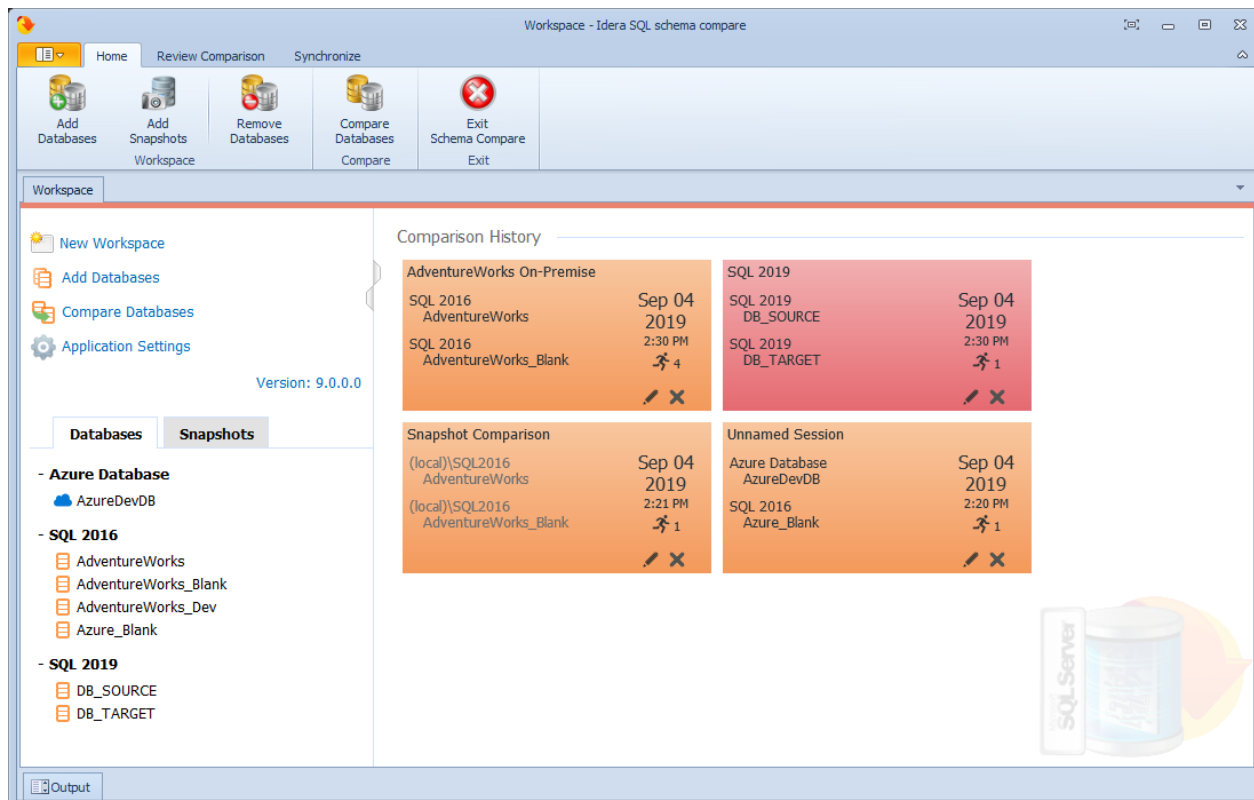 Workspace - Idera SQL schema compare
Home Review Comparison Synchronize
Add Databases
Add Snapshots
Remove Databases
Compare Databases
Exit Schema Compare
Workspace Compare Exit
Workspace
New Workspace
Add Databases
Compare Databases
Application Settings
Version: 9.0.0.0
Databases Snapshots
- Azure Database
AzureDevDB
- SQL 2016
AdventureWorks
AdventureWorks_Blank
AdventureWorks_Dev
Azure_Blank
- SQL 2019
DB_SOURCE
DB_TARGET
Comparison History
AdventureWorks On-Premise
SQL 2016
AdventureWorks
SQL 2016
AdventureWorks_Blank
Sep 04
2019
2:30 PM
4
SQL 2019
SQL 2019
DB_SOURCE
SQL 2019
DB_TARGET
Sep 04
2019
2:30 PM
1
Snapshot Comparison
(local)\SQL2016
AdventureWorks
(local)\SQL2016
AdventureWorks_Blank
Sep 04
2019
2:21 PM
1
Unnamed Session
Azure Database
AzureDevDB
SQL 2016
Azure_Blank
Sep 04
2019
2:20 PM
1
SQLServer
Output